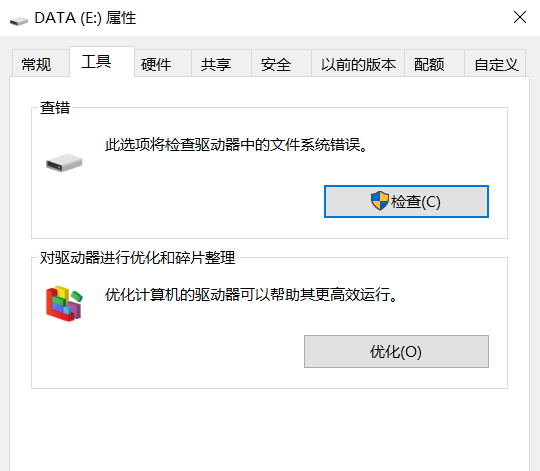 DATA (E:) 属性
常规 工具 硬件 共享 安全 以前的版本 配额 自定义
查错
此选项将检查驱动器中的文件系统错误。
检查(C)
对驱动器进行优化和碎片整理
优化计算机的驱动器可以帮助其更高效运行。
优化(O)